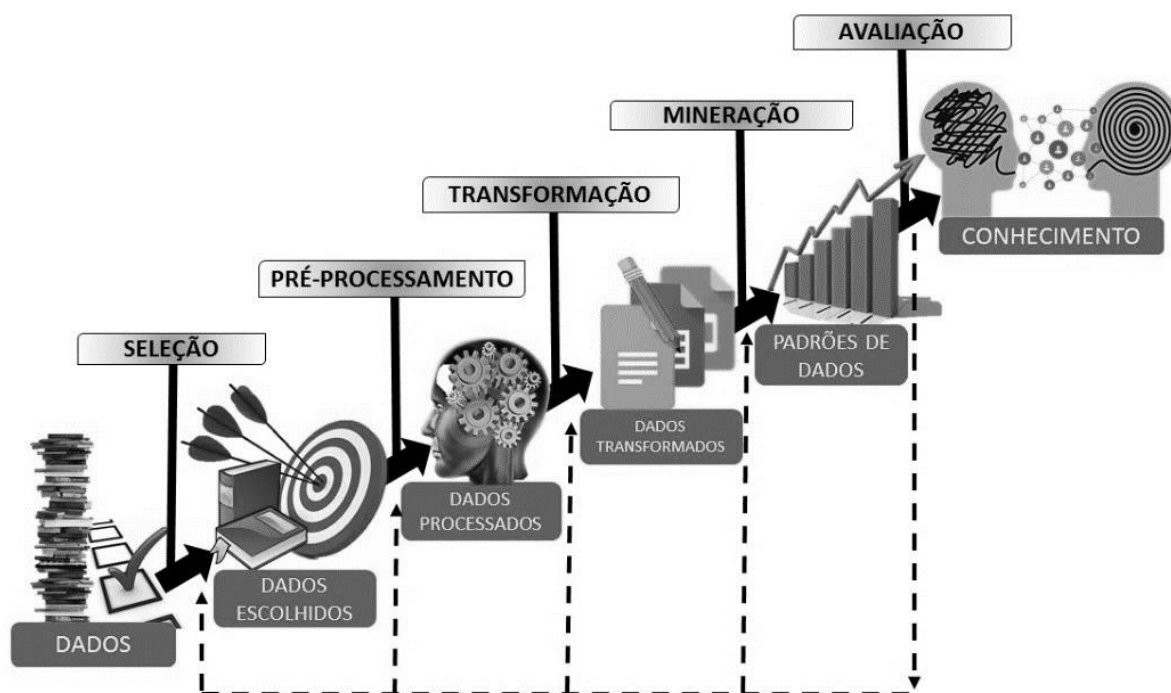 AVALIAÇÃO
MINERAÇÃO
TRANSFORMAÇÃO
PRÉ-PROCESSAMENTO
SELEÇÃO
CONHECIMENTO
PADRÕES DE
DADOS
DADOS
TRANSFORMADOS
DADOS
PROCESSADOS
DADOS
ESCOLHIDOS
DADOS